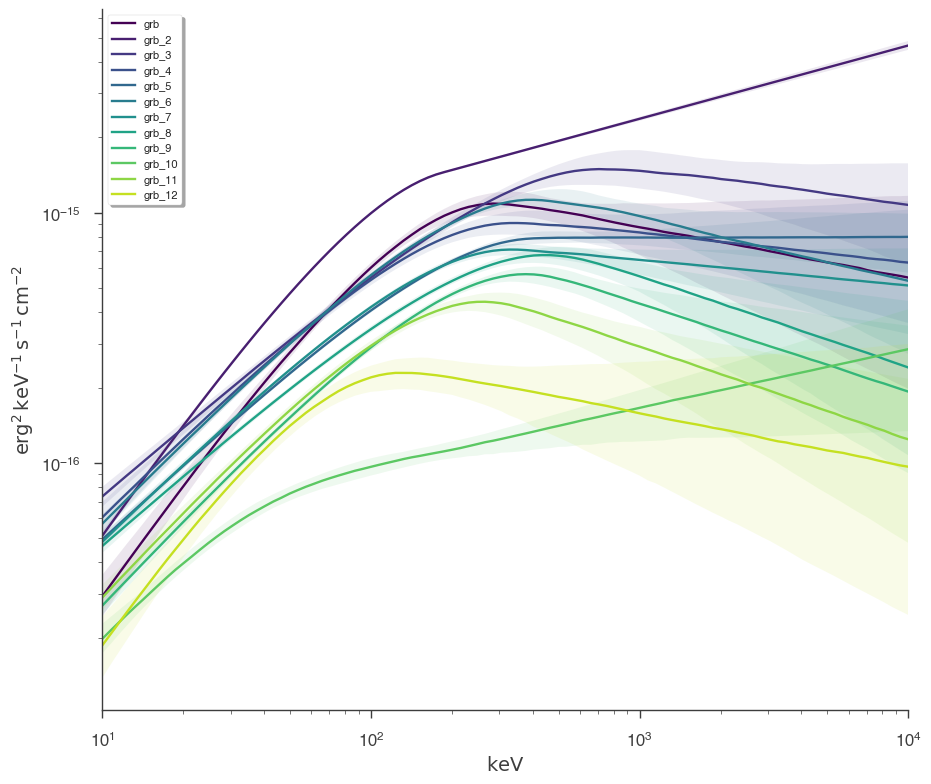 grb
grb_2
grb_3
grb_4
grb_5
grb_6
grb_7
grb_8
grb_9
grb_10
grb_11
grb_12
10⁻¹⁵
10⁻¹⁶
erg² keV⁻¹ s⁻¹ cm⁻²
10¹ 10² 10³ 10⁴
keV